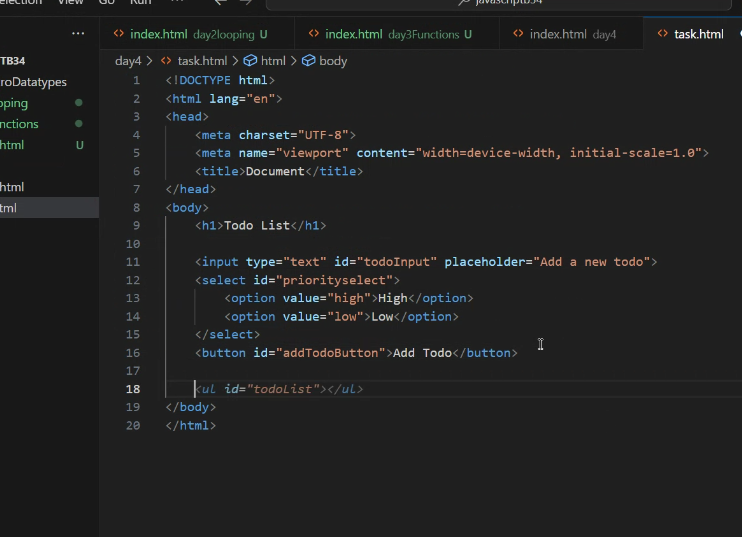 View Go Run ...
javascriptb34
... index.html day2looping U index.html day3Functions U index.html day4 task.html
day4 > task.html > html > body
TB34
roDatatypes
ping
nctions
html U
html
tml
1 <!DOCTYPE html>
2 <html lang="en">
3 <head>
4 <meta charset="UTF-8">
5 <meta name="viewport" content="width=device-width, initial-scale=1.0">
6 <title>Document</title>
7 </head>
8 <body>
9 <h1>Todo List</h1>
10
11 <input type="text" id="todoInput" placeholder="Add a new todo">
12 <select id="priorityselect">
13 <option value="high">High</option>
14 <option value="low">Low</option>
15 </select>
16 <button id="addTodoButton">Add Todo</button>
17
18 <ul id="todoList"></ul>
19 </body>
20 </html>